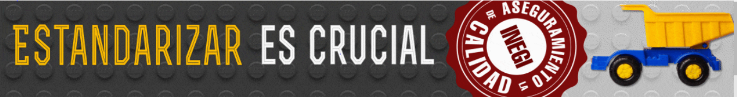 ESTANDARIZAR ES CRUCIAL
ASEGURAMIENTO DE LA CALIDAD
INEGI